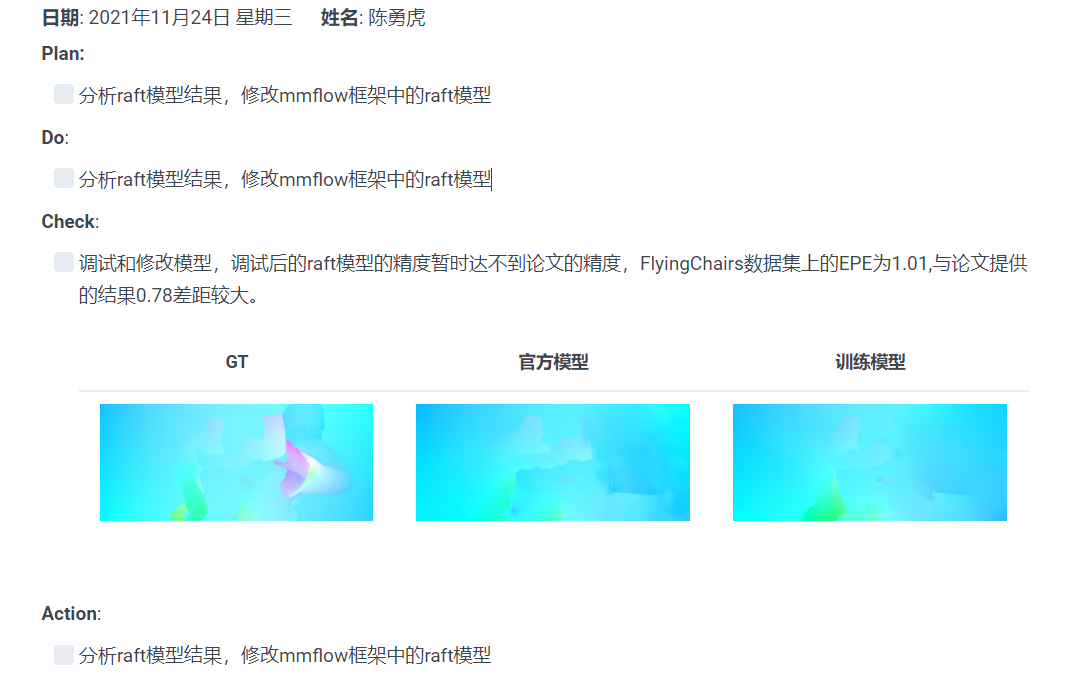 日期: 2021年11月24日 星期三 姓名: 陈勇虎
Plan:
分析raft模型结果，修改mmflow框架中的raft模型
Do:
分析raft模型结果，修改mmflow框架中的raft模型
Check:
调试和修改模型，调试后的raft模型的精度暂时达不到论文的精度，FlyingChairs数据集上的EPE为1.01,与论文提供
的结果0.78差距较大。
GT 官方模型 训练模型
Action:
分析raft模型结果，修改mmflow框架中的raft模型